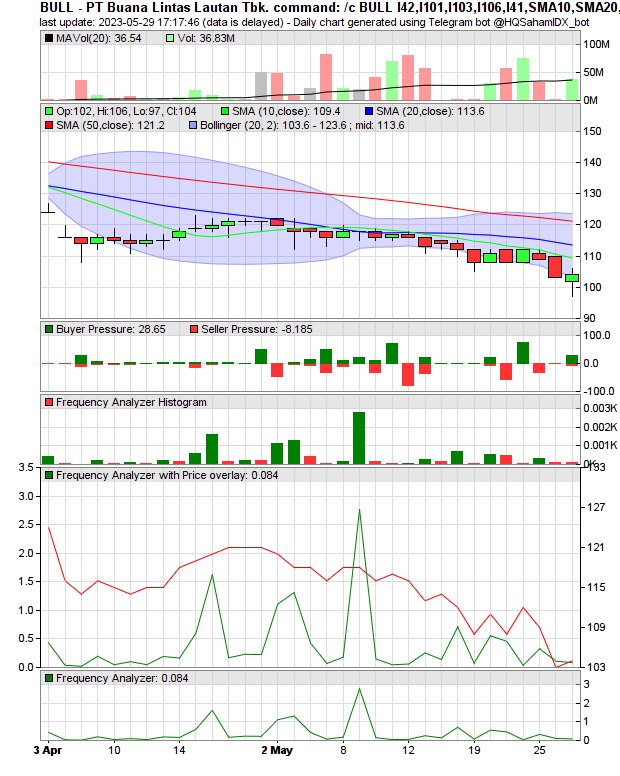 BULL - PT Buana Lintas Lautan Tbk. command: /c BULL I42,I101,I103,I106,I41,SMA10,SMA20,
last update: 2023-05-29 17:17:46 (data is delayed) - Daily chart generated using Telegram bot @HQSahamIDX_bot
MAVol(20): 36.54 Vol: 36.83M
100M
50M
0M
Op:102, Hi:106, Lo:97, Cl:104 SMA (10,close): 109.4 SMA (20,close): 113.6
SMA (50,close): 121.2 Bollinger (20, 2): 103.6 - 123.6; mid: 113.6
150
140
130
120
110
100
90
Buyer Pressure: 28.65 Seller Pressure: -8.185
100.0
0.0
-100.0
Frequency Analyzer Histogram
0.003K
0.002K
0.001K
0K
Frequency Analyzer with Price overlay: 0.084
3.5
3.0
2.5
2.0
1.5
1.0
0.5
0.0
133
127
121
115
109
103
Frequency Analyzer: 0.084
3
2
1
0
3 Apr 10 14 2 May 8 12 19 25